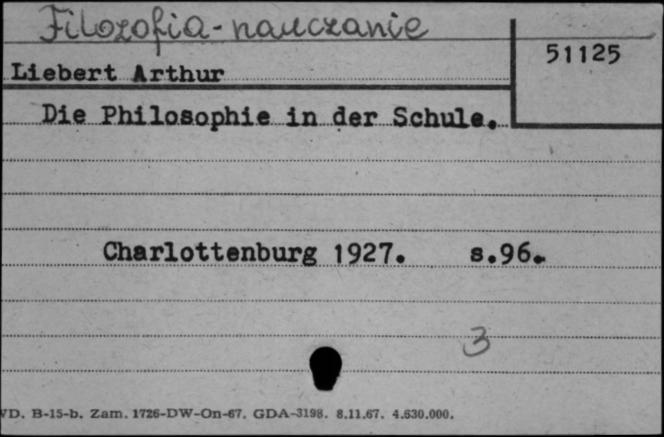 Filozofia-nauczanie
51125
Liebert Arthur
Die Philosophie in der Schule.
Charlottenburg 1927. s.96.
3
VD. B-15-b. Zam. 1726-DW-On-67. GDA-3198. 8.11.67. 4.630.000.